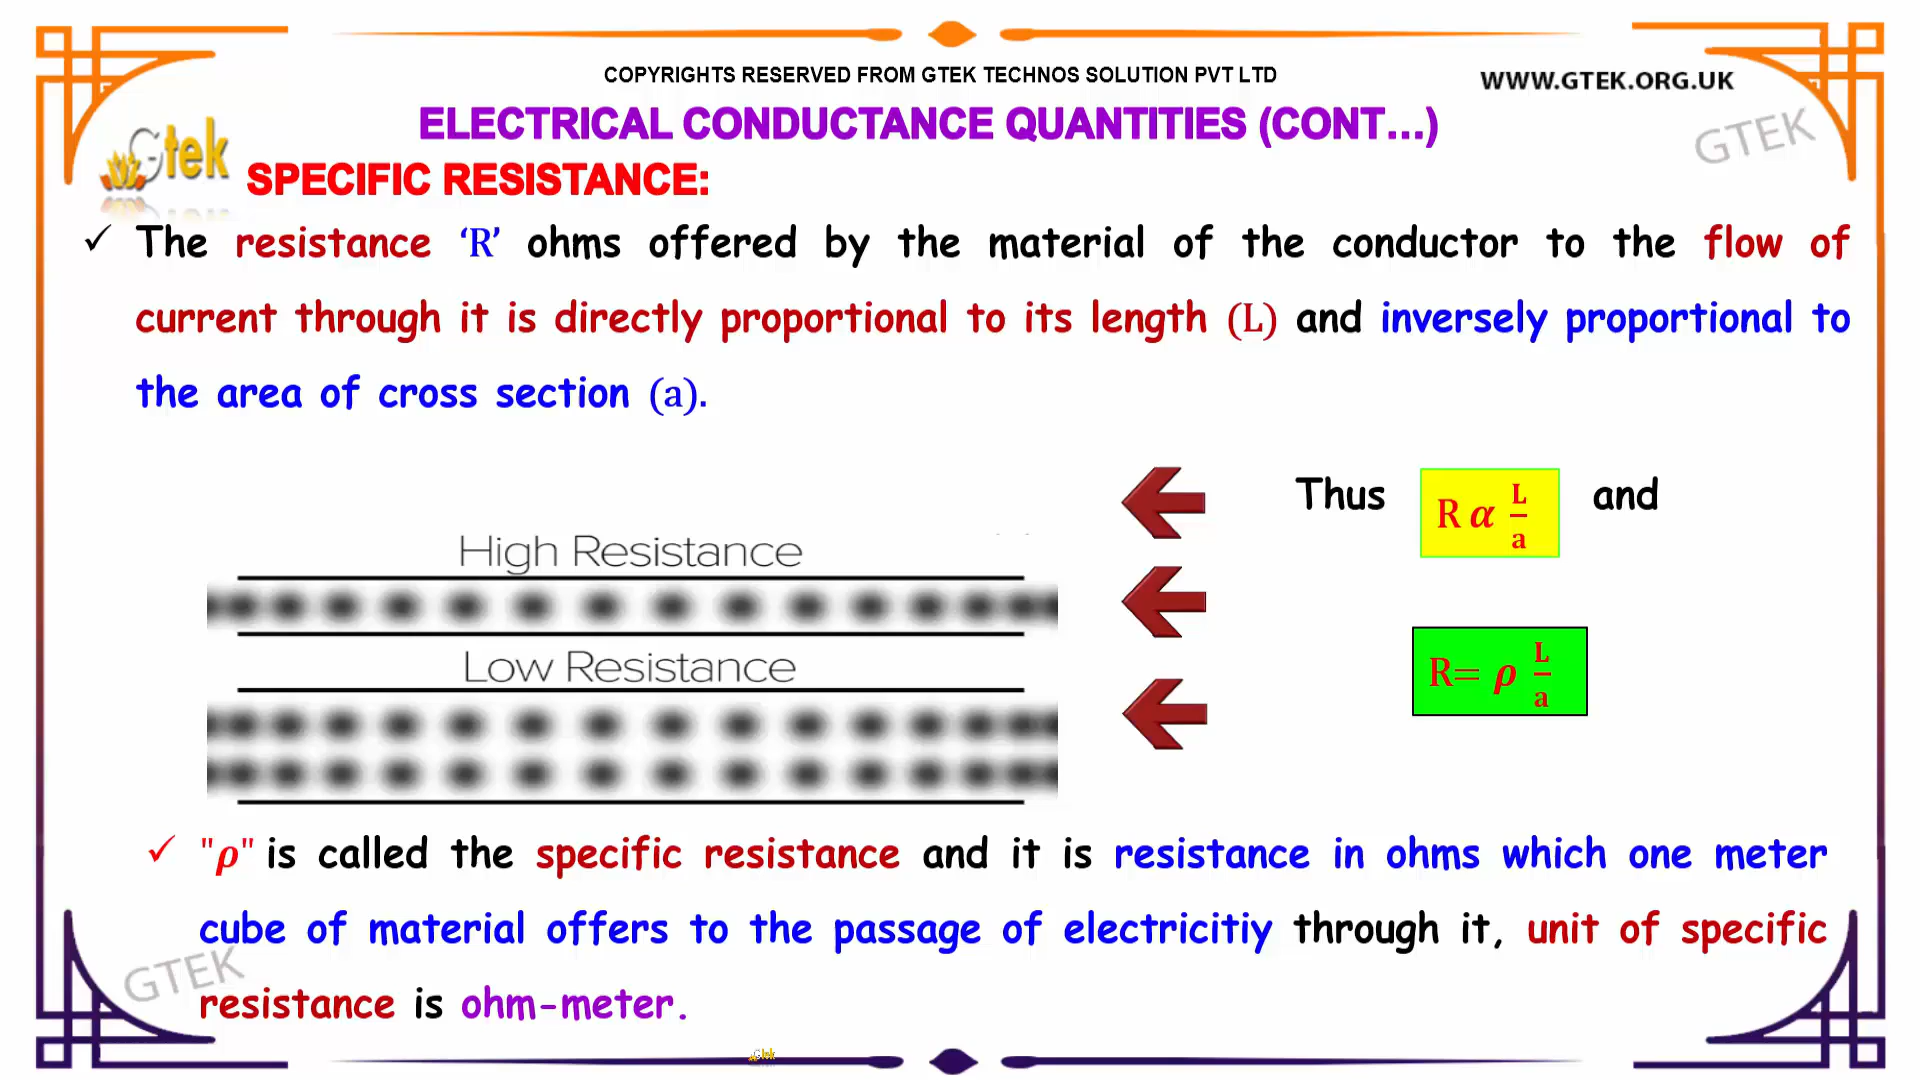 COPYRIGHTS RESERVED FROM GTEK TECHNOS SOLUTION PVT LTD
WWW.GTEK.ORG.UK
ELECTRICAL CONDUCTANCE QUANTITIES (CONT...)
GTEK
Gtek
SPECIFIC RESISTANCE:
✓ The resistance ‘R’ ohms offered by the material of the conductor to the flow of
current through it is directly proportional to its length (L) and inversely proportional to
the area of cross section (a).
Thus R α L/a and
High Resistance
Low Resistance
R= ρ L/a
✓ "ρ" is called the specific resistance and it is resistance in ohms which one meter
cube of material offers to the passage of electricitiy through it, unit of specific
GTEK
resistance is ohm-meter.
Gtek